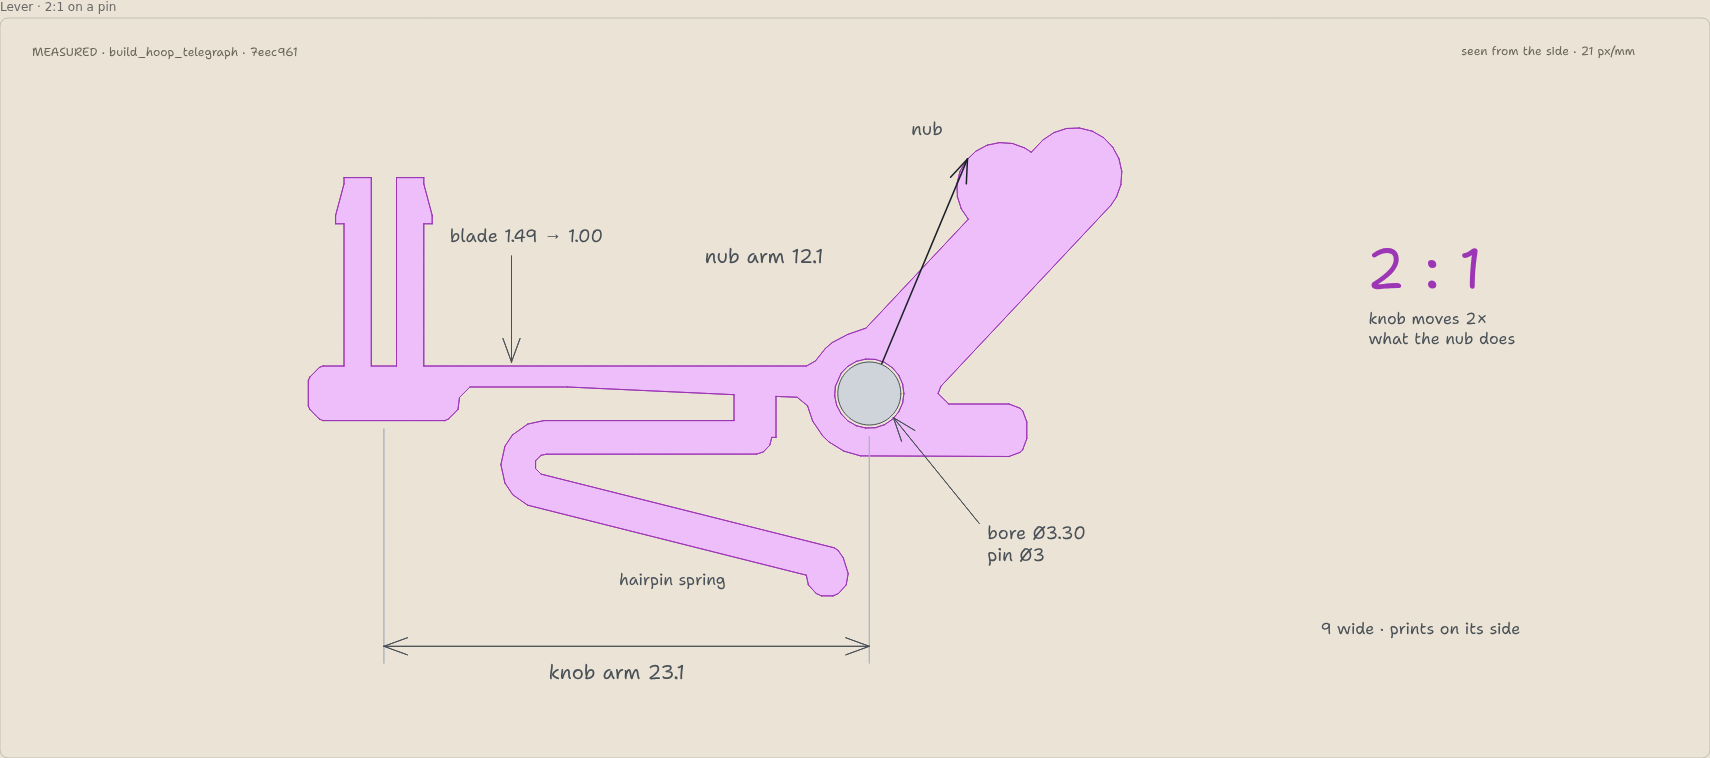 Lever · 2:1 on a pin
MEASURED · build_hoop_telegraph · 7eec961
seen from the side · 21 px/mm
nub
blade 1.49 → 1.00
nub arm 12.1
2 : 1
knob moves 2×
what the nub does
bore Ø3.30
pin Ø3
hairpin spring
9 wide · prints on its side
knob arm 23.1